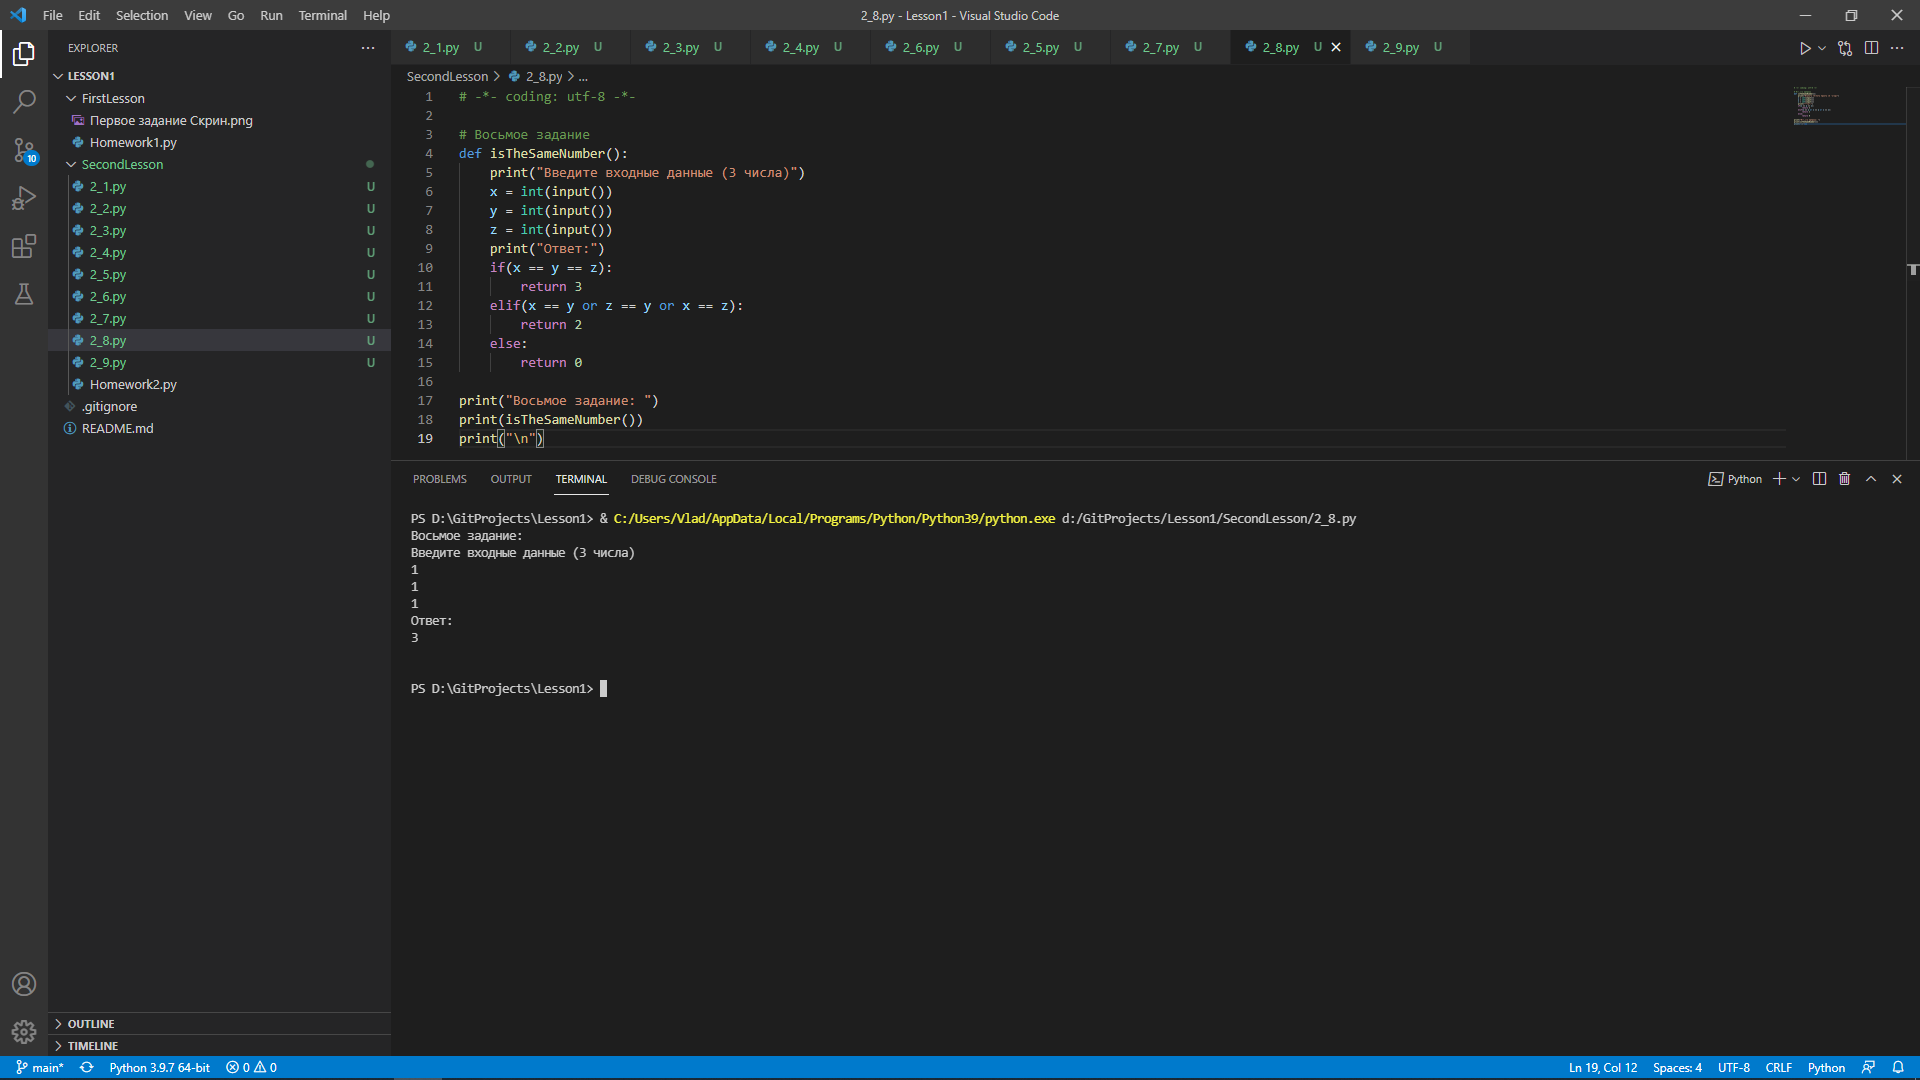 File Edit Selection View Go Run Terminal Help
2_8.py - Lesson1 - Visual Studio Code
EXPLORER
LESSON1
FirstLesson
Первое задание Скрин.png
Homework1.py
SecondLesson
2_1.py U
2_2.py U
2_3.py U
2_4.py U
2_5.py U
2_6.py U
2_7.py U
2_8.py U
2_9.py U
Homework2.py
.gitignore
README.md
OUTLINE
TIMELINE
10
2_1.py U 2_2.py U 2_3.py U 2_4.py U 2_6.py U 2_5.py U 2_7.py U 2_8.py U 2_9.py U
SecondLesson > 2_8.py > ...
1 # -*- coding: utf-8 -*-
2
3 # Восьмое задание
4 def isTheSameNumber():
5 print("Введите входные данные (3 числа)")
6 x = int(input())
7 y = int(input())
8 z = int(input())
9 print("Ответ:")
10 if(x == y == z):
11 return 3
12 elif(x == y or z == y or x == z):
13 return 2
14 else:
15 return 0
16
17 print("Восьмое задание: ")
18 print(isTheSameNumber())
19 print("\n")
PROBLEMS OUTPUT TERMINAL DEBUG CONSOLE
Python
PS D:\GitProjects\Lesson1> & C:/Users/Vlad/AppData/Local/Programs/Python/Python39/python.exe d:/GitProjects/Lesson1/SecondLesson/2_8.py
Восьмое задание:
Введите входные данные (3 числа)
1
1
1
Ответ:
3
PS D:\GitProjects\Lesson1>
main* Python 3.9.7 64-bit 0 0
Ln 19, Col 12 Spaces: 4 UTF-8 CRLF Python